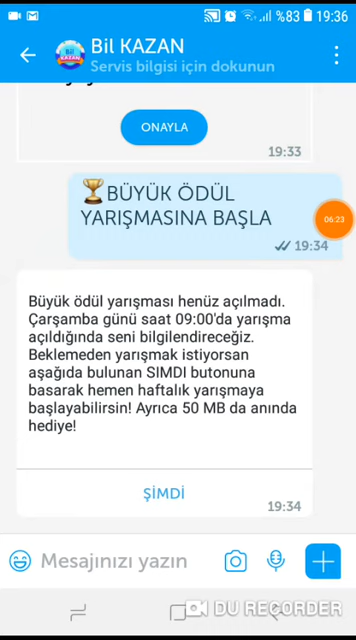 %83 19:36
Bil KAZAN
Servis bilgisi için dokunun
ONAYLA
19:33
🏆BÜYÜK ÖDÜL
YARIŞMASINA BAŞLA
06:23
19:34
Büyük ödül yarışması henüz açılmadı.
Çarşamba günü saat 09:00'da yarışma
açıldığında seni bilgilendireceğiz.
Beklemeden yarışmak istiyorsan
aşağıda bulunan SIMDI butonuna
basarak hemen haftalık yarışmaya
başlayabilirsin! Ayrıca 50 MB da anında
hediye!
ŞİMDİ
19:34
Mesajınızı yazın
DU RECORDER